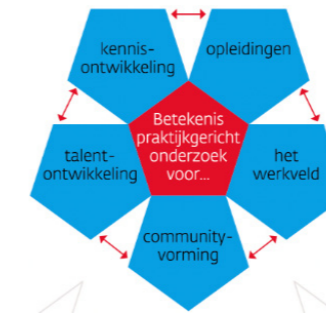 kennis-
ontwikkeling
opleidingen
Betekenis
praktijkgericht
onderzoek
voor...
talent-
ontwikkeling
het
werkveld
community-
vorming